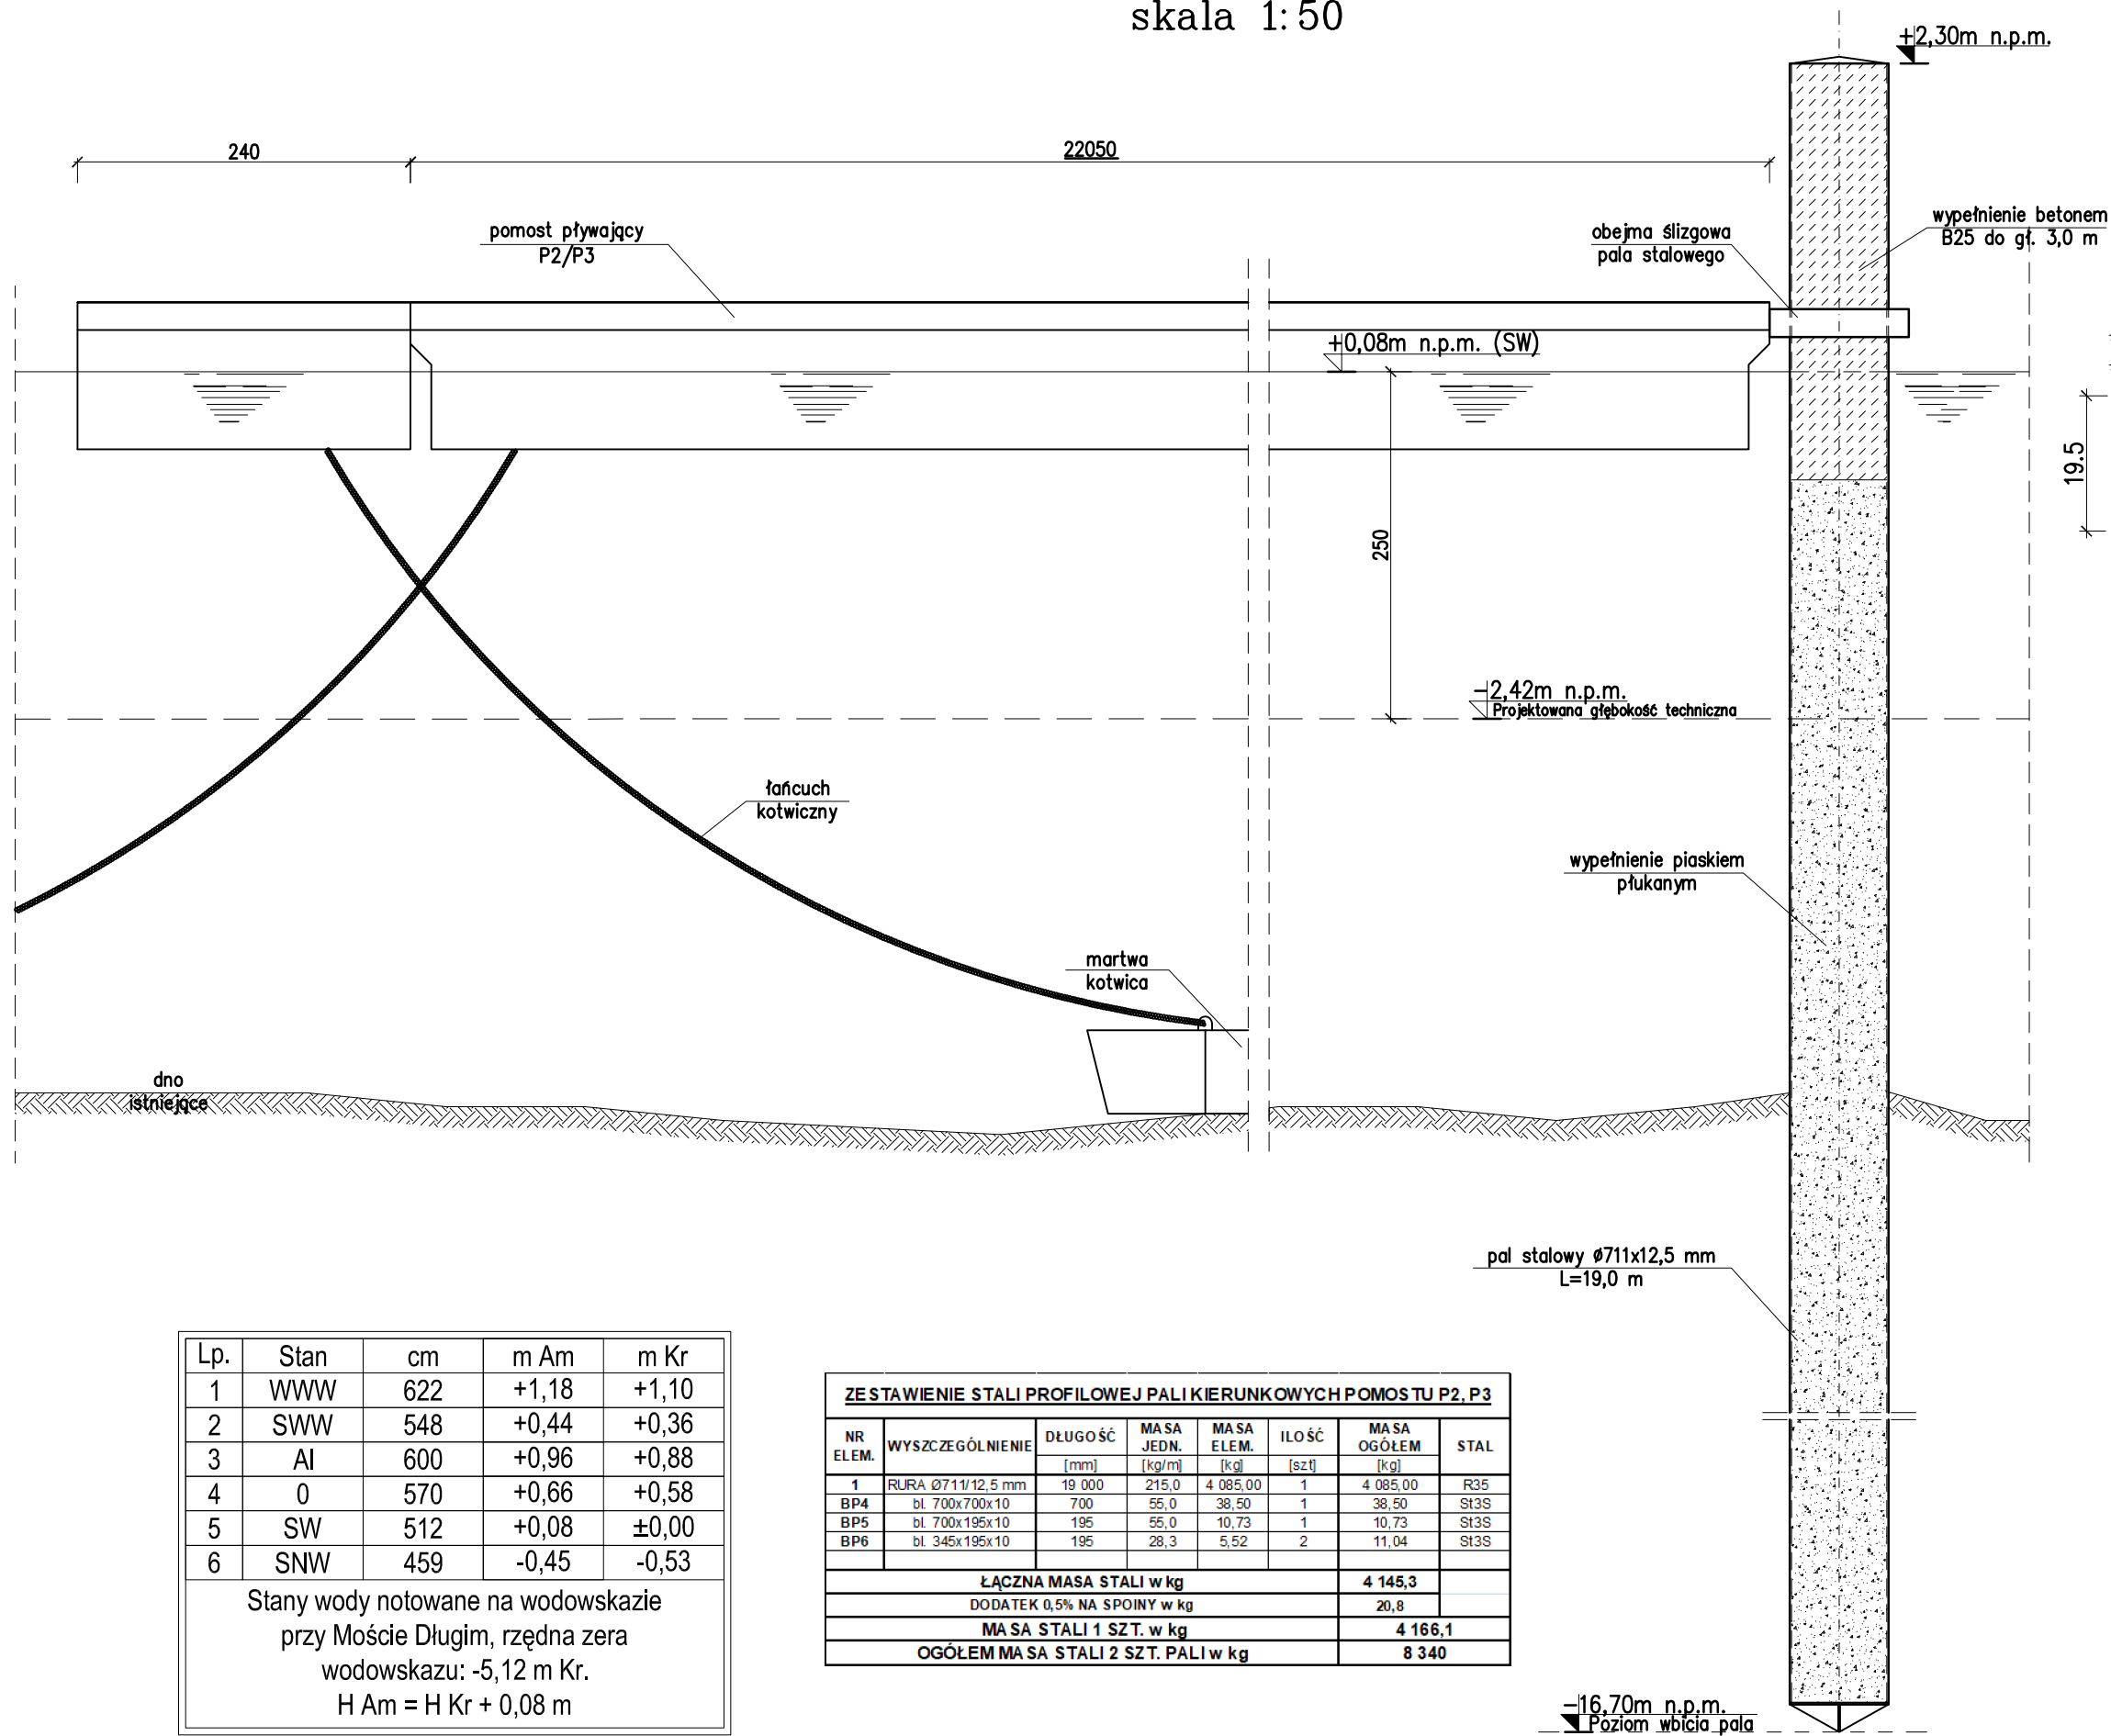 skala 1:50
+2,30m n.p.m.
240
22050
pomost pływający
P2/P3
obejma ślizgowa
pala stalowego
wypełnienie betonem
B25 do gł. 3,0 m
+0,08m n.p.m. (SW)
19.5
250
-2,42m n.p.m.
Projektowana głębokość techniczna
łańcuch
kotwiczny
wypełnienie piaskiem
płukanym
martwa
kotwica
dno
istniejące
pal stalowy Ø711x12,5 mm
L=19,0 m
Lp. Stan cm m Am m Kr
1 WWW 622 +1,18 +1,10
2 SWW 548 +0,44 +0,36
3 Al 600 +0,96 +0,88
4 0 570 +0,66 +0,58
5 SW 512 +0,08 ±0,00
6 SNW 459 -0,45 -0,53
Stany wody notowane na wodowskazie
przy Moście Długim, rzędna zera
wodowskazu: -5,12 m Kr.
H Am = H Kr + 0,08 m
ZESTAWIENIE STALI PROFILOWEJ PALI KIERUNKOWYCH POMOSTU P2, P3
NR ELEM. WYSZCZEGÓLNIENIE DŁUGOŚĆ MASA JEDN. MASA ELEM. ILOŚĆ MASA OGÓŁEM STAL
[mm] [kg/m] [kg] [szt] [kg]
1 RURA Ø711/12,5 mm 19 000 215,0 4 085,00 1 4 085,00 R35
BP4 bl. 700x700x10 700 55,0 38,50 1 38,50 St3S
BP5 bl. 700x195x10 195 55,0 10,73 1 10,73 St3S
BP6 bl. 345x195x10 195 28,3 5,52 2 11,04 St3S
ŁĄCZNA MASA STALI w kg 4 145,3
DODATEK 0,5% NA SPOINY w kg 20,8
MASA STALI 1 SZT. w kg 4 166,1
OGÓŁEM MASA STALI 2 SZT. PALI w kg 8 340
-16,70m n.p.m.
Poziom wbicia pala